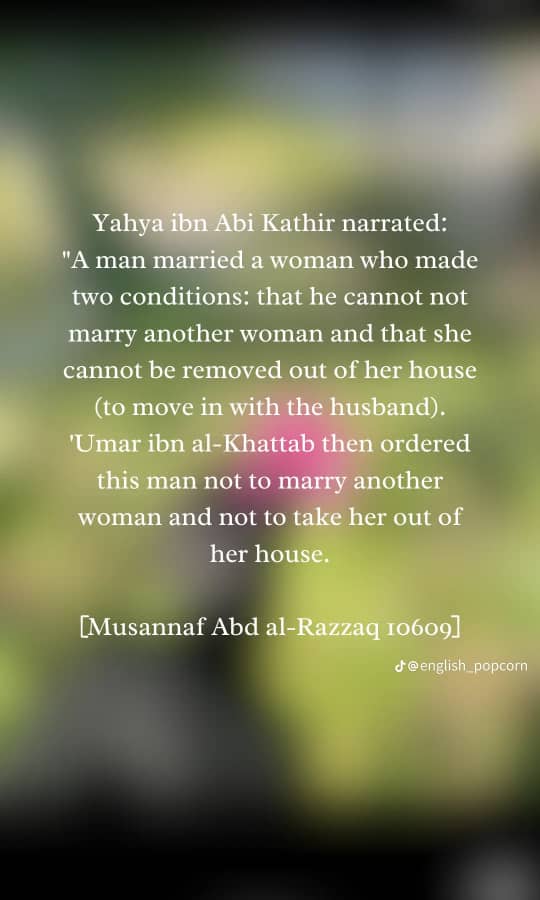 Yahya ibn Abi Kathir narrated:
"A man married a woman who made
two conditions: that he cannot not
marry another woman and that she
cannot be removed out of her house
(to move in with the husband).
'Umar ibn al-Khattab then ordered
this man not to marry another
woman and not to take her out of
her house.
[Musannaf Abd al-Razzaq 10609]
@english_popcorn